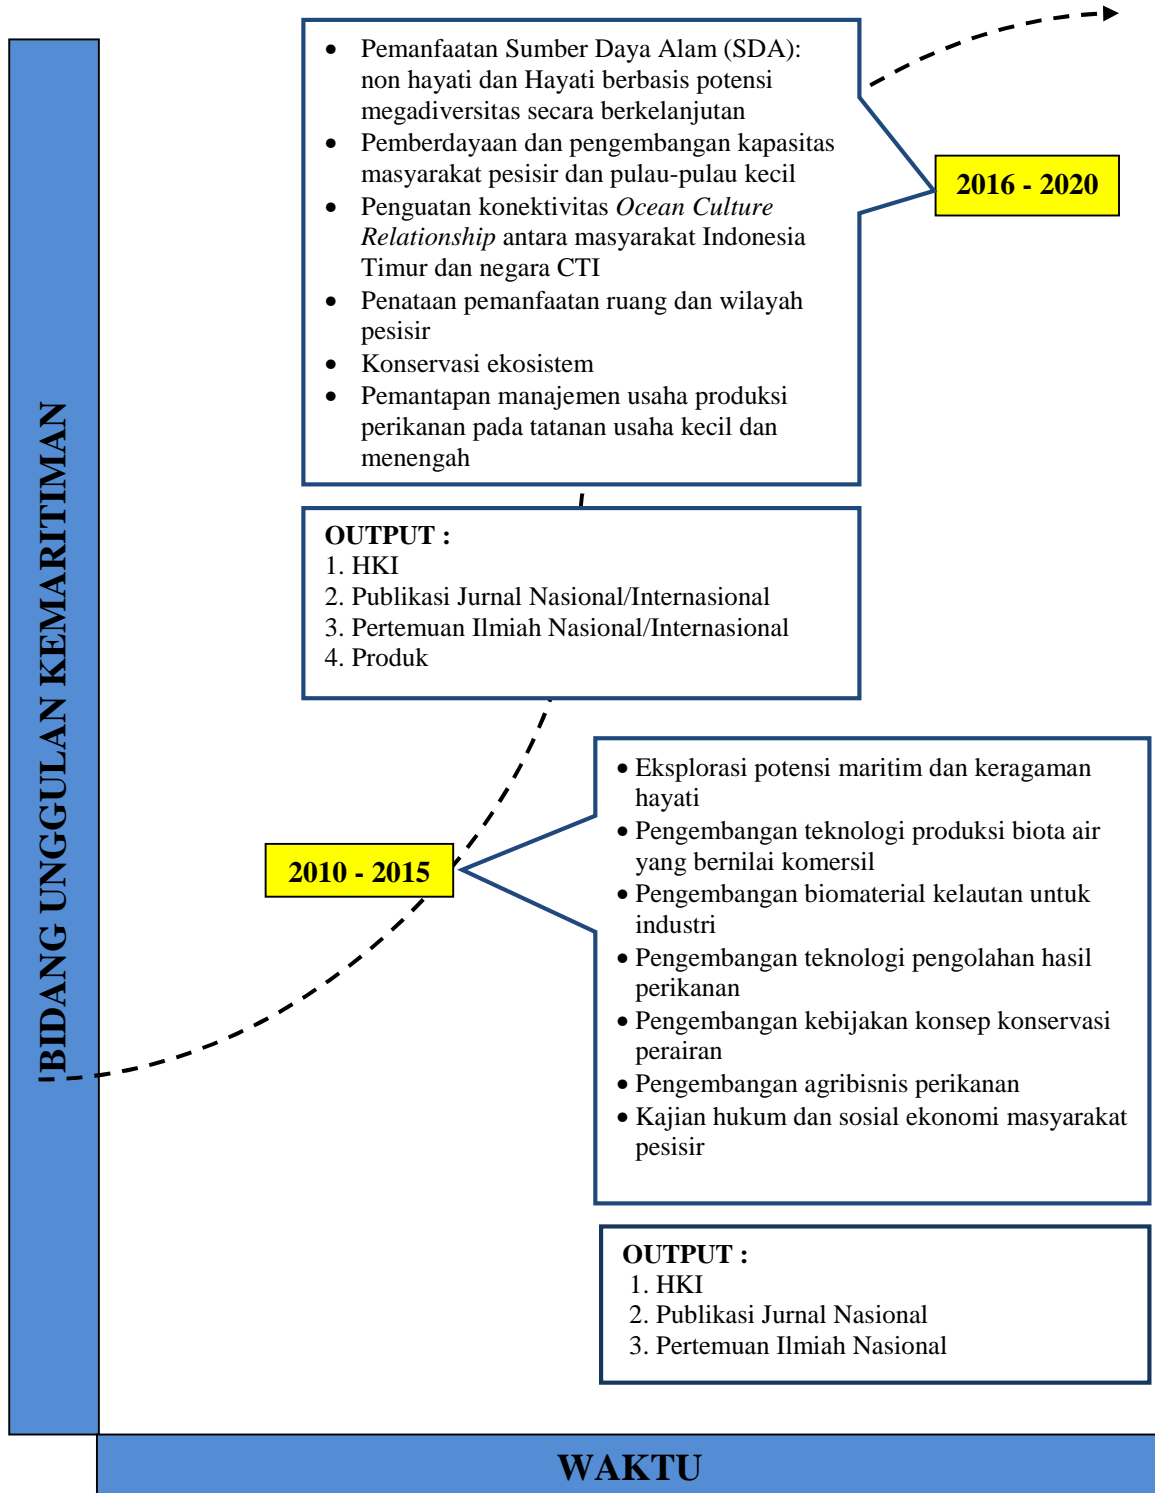 • Pemanfaatan Sumber Daya Alam (SDA):
non hayati dan Hayati berbasis potensi
megadiversitas secara berkelanjutan
• Pemberdayaan dan pengembangan kapasitas
masyarakat pesisir dan pulau-pulau kecil
• Penguatan konektivitas Ocean Culture
Relationship antara masyarakat Indonesia
Timur dan negara CTI
• Penataan pemanfaatan ruang dan wilayah
pesisir
• Konservasi ekosistem
• Pemantapan manajemen usaha produksi
perikanan pada tatanan usaha kecil dan
menengah
2016 - 2020
OUTPUT :
1. HKI
2. Publikasi Jurnal Nasional/Internasional
3. Pertemuan Ilmiah Nasional/Internasional
4. Produk
BIDANG UNGGULAN KEMARITIMAN
2010 - 2015
• Eksplorasi potensi maritim dan keragaman
hayati
• Pengembangan teknologi produksi biota air
yang bernilai komersil
• Pengembangan biomaterial kelautan untuk
industri
• Pengembangan teknologi pengolahan hasil
perikanan
• Pengembangan kebijakan konsep konservasi
perairan
• Pengembangan agribisnis perikanan
• Kajian hukum dan sosial ekonomi masyarakat
pesisir
OUTPUT :
1. HKI
2. Publikasi Jurnal Nasional
3. Pertemuan Ilmiah Nasional
WAKTU